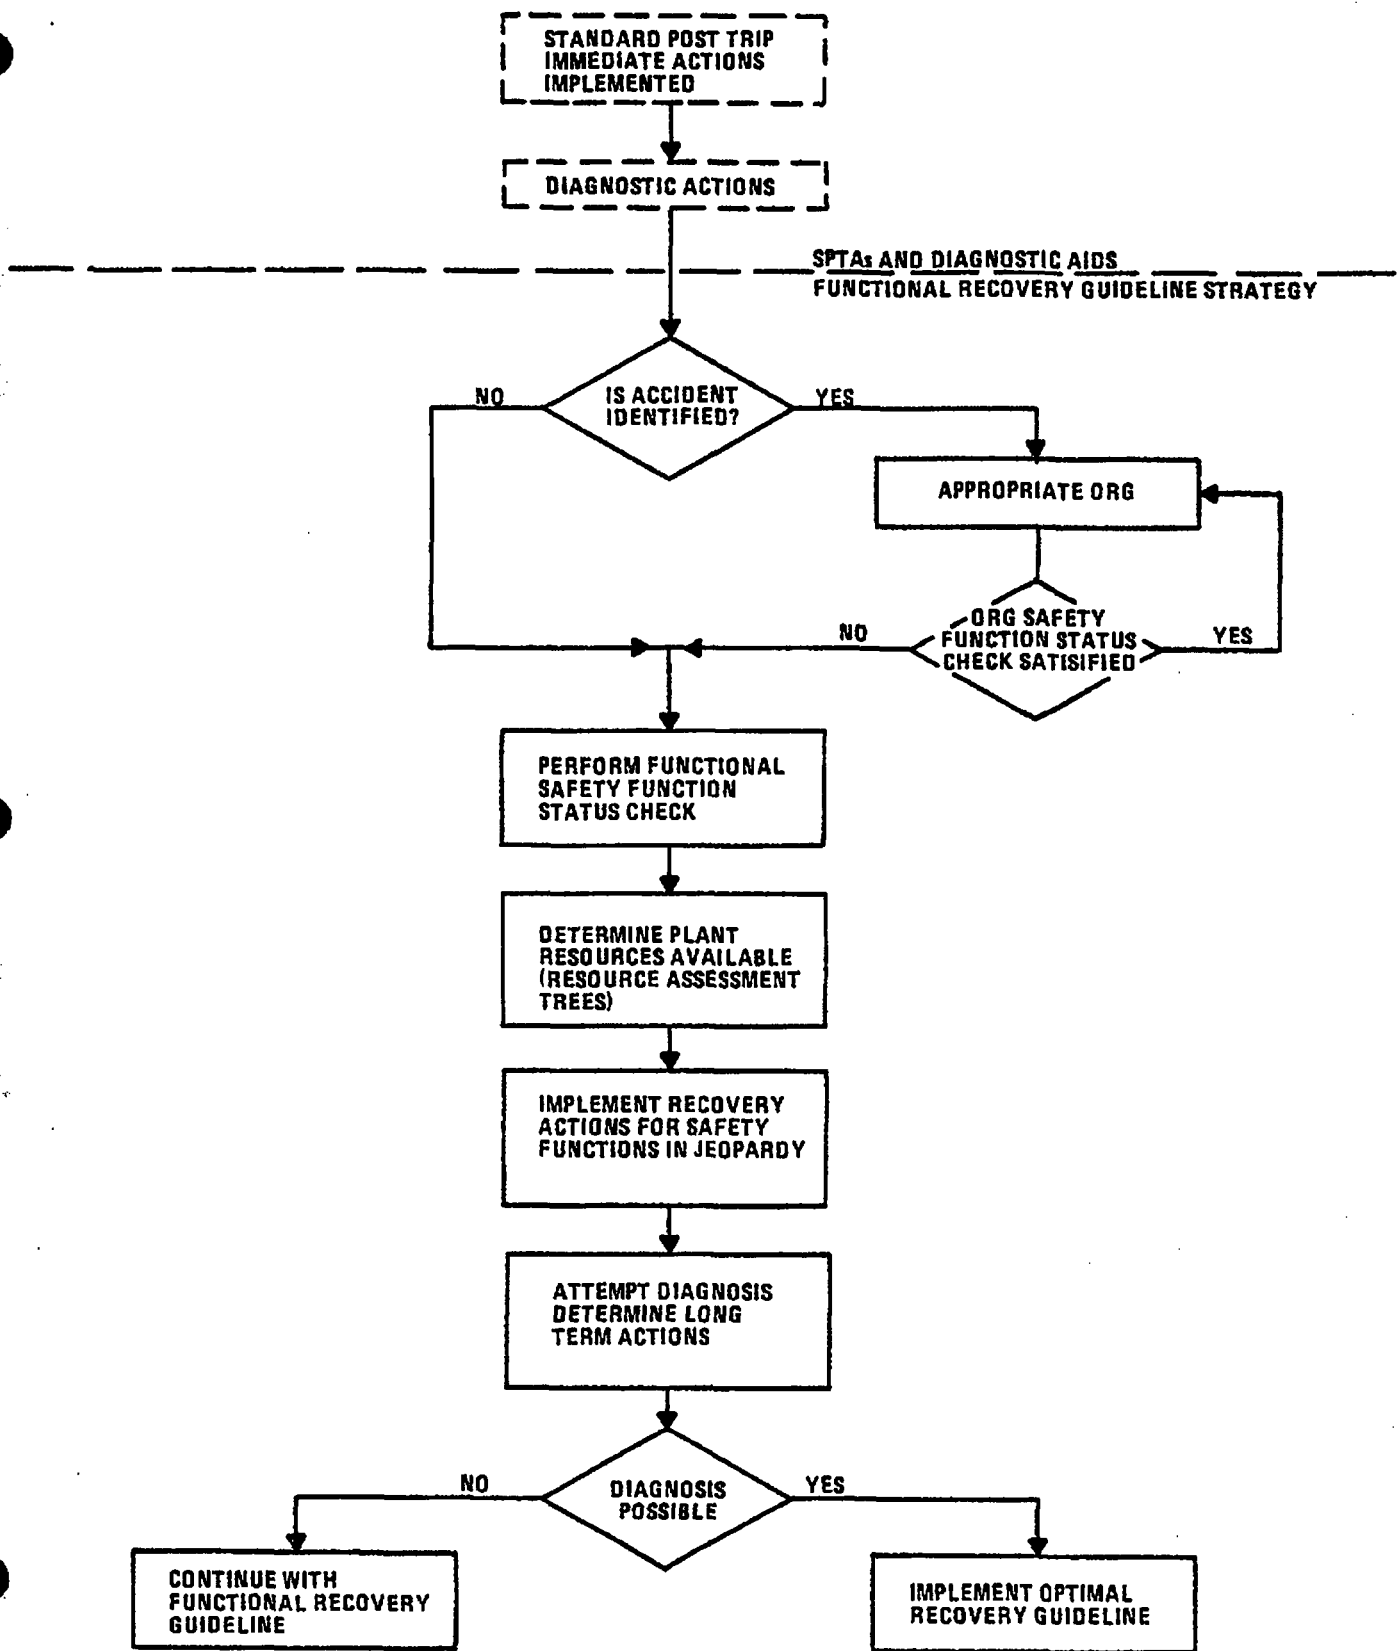 STANDARD POST TRIP
IMMEDIATE ACTIONS
IMPLEMENTED
DIAGNOSTIC ACTIONS
SPTAs AND DIAGNOSTIC AIDS
FUNCTIONAL RECOVERY GUIDELINE STRATEGY
IS ACCIDENT
IDENTIFIED?
NO
YES
APPROPRIATE ORG
ORG SAFETY
FUNCTION STATUS
CHECK SATISIFIED
NO
YES
PERFORM FUNCTIONAL
SAFETY FUNCTION
STATUS CHECK
DETERMINE PLANT
RESOURCES AVAILABLE
(RESOURCE ASSESSMENT
TREES)
IMPLEMENT RECOVERY
ACTIONS FOR SAFETY
FUNCTIONS IN JEOPARDY
ATTEMPT DIAGNOSIS
DETERMINE LONG
TERM ACTIONS
DIAGNOSIS
POSSIBLE
NO
YES
CONTINUE WITH
FUNCTIONAL RECOVERY
GUIDELINE
IMPLEMENT OPTIMAL
RECOVERY GUIDELINE